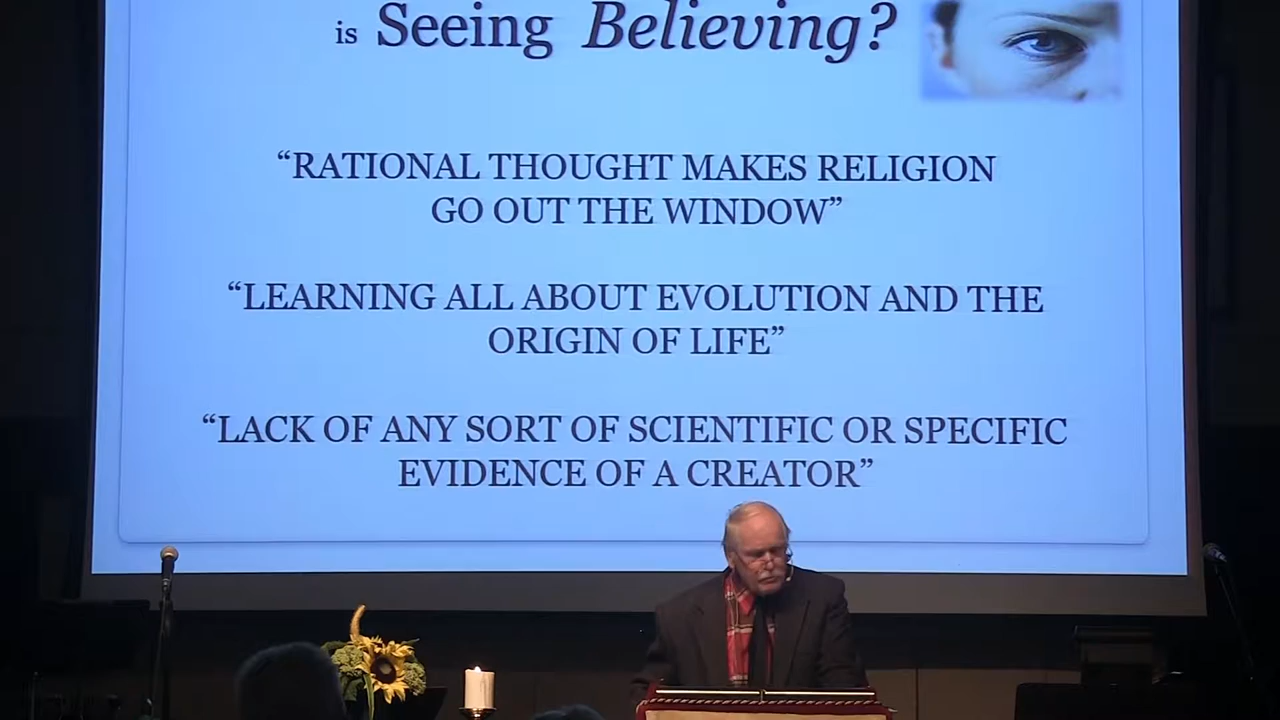 is Seeing Believing?
“RATIONAL THOUGHT MAKES RELIGION
GO OUT THE WINDOW”
“LEARNING ALL ABOUT EVOLUTION AND THE
ORIGIN OF LIFE”
“LACK OF ANY SORT OF SCIENTIFIC OR SPECIFIC
EVIDENCE OF A CREATOR”